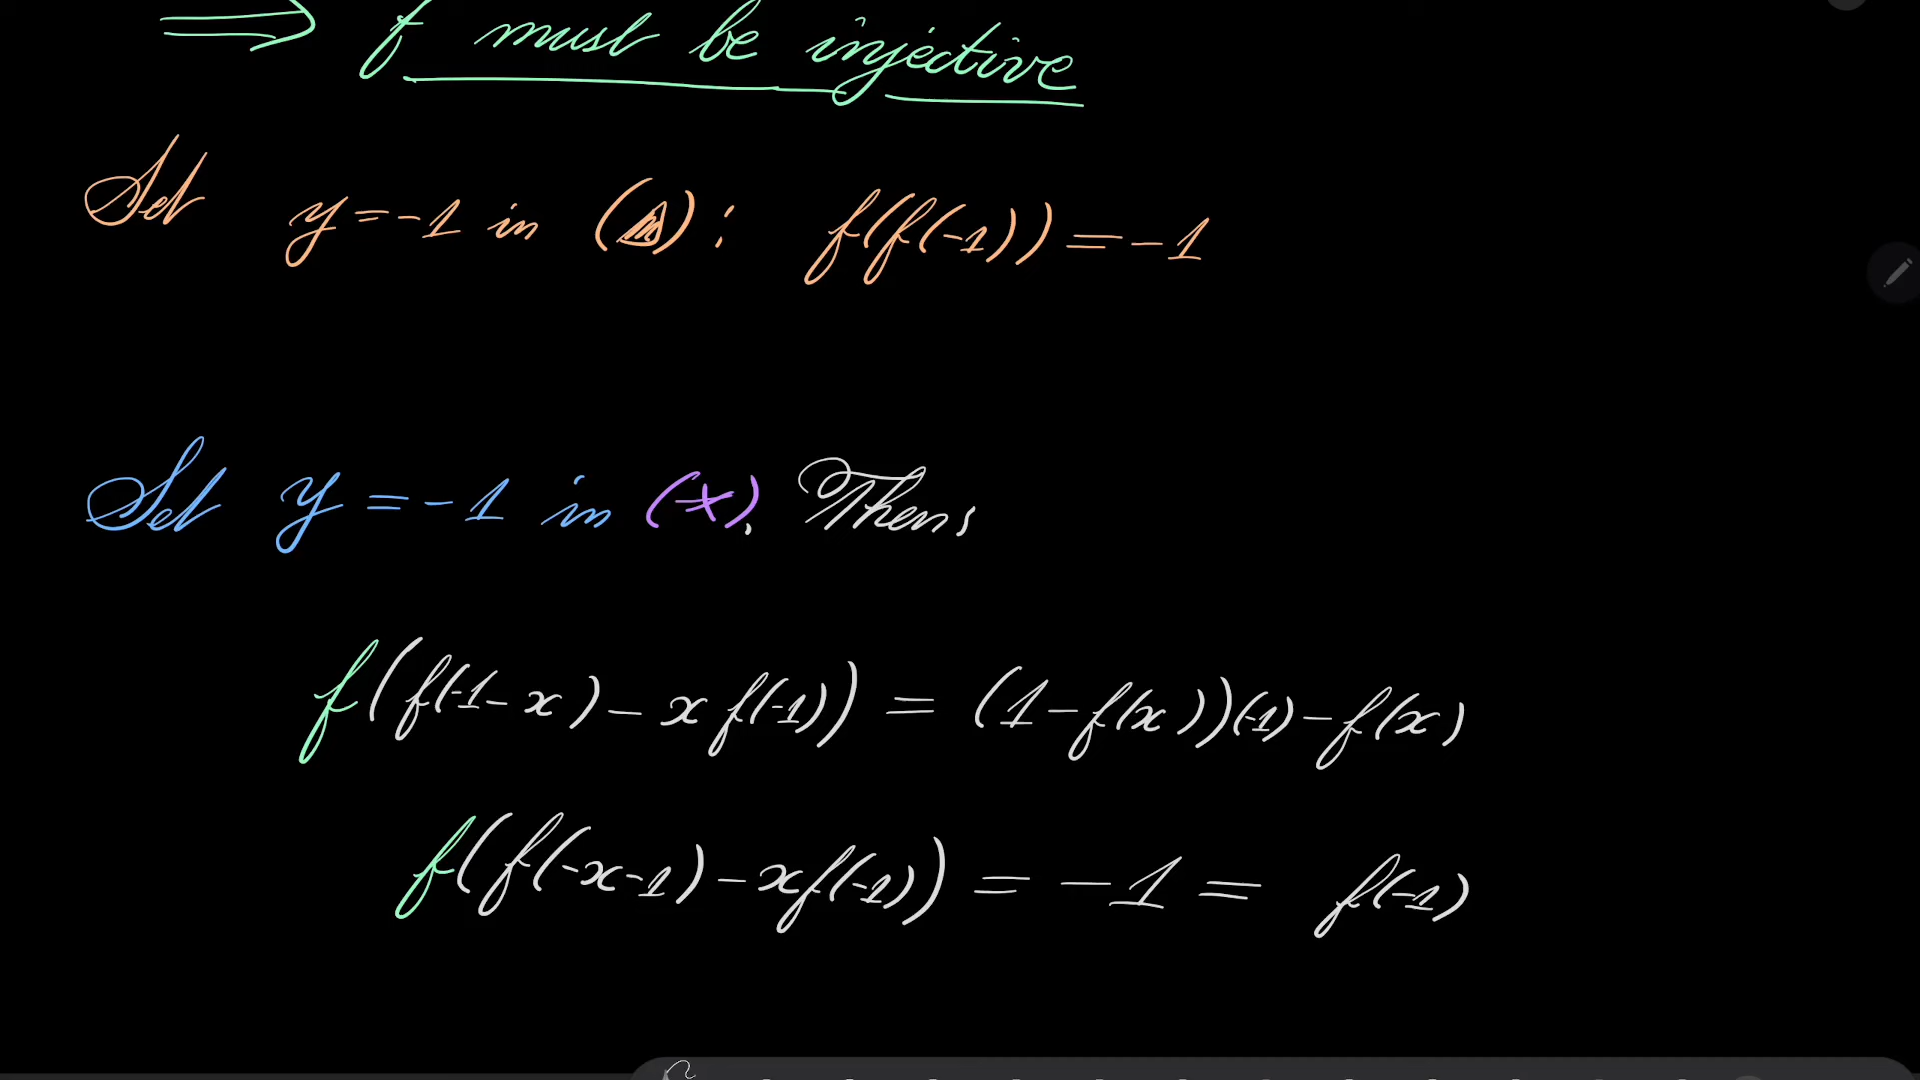 ⟹ f must be injective
Set y = -1 in (△): f(f(-1)) = -1
Set y = -1 in (*). Then,
f(f(-1-x) - x f(-1)) = (1 - f(x))(-1) - f(x)
f(f(-x-1) - x f(-1)) = -1 = f(-1)